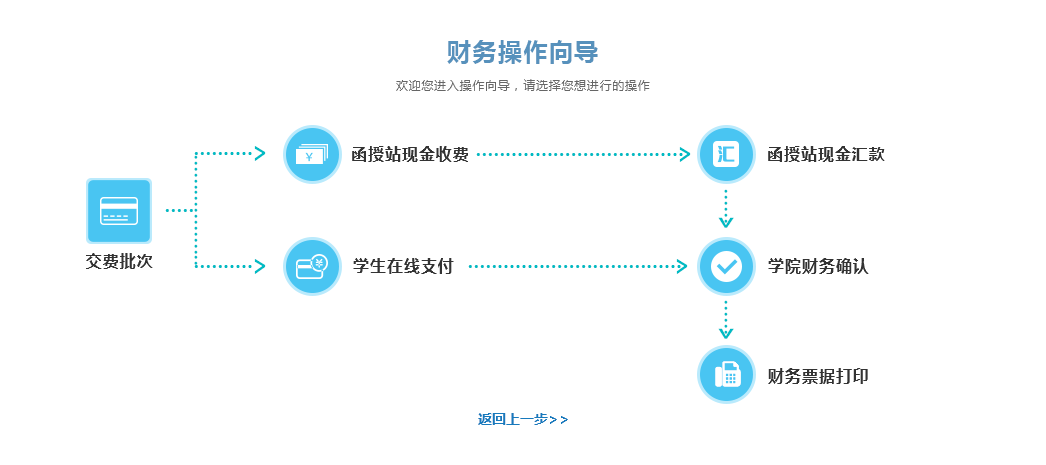 财务操作向导
欢迎您进入操作向导，请选择您想进行的操作
¥ 函授站现金收费
汇 函授站现金汇款
交费批次
¥ 学生在线支付
学院财务确认
财务票据打印
返回上一步>>